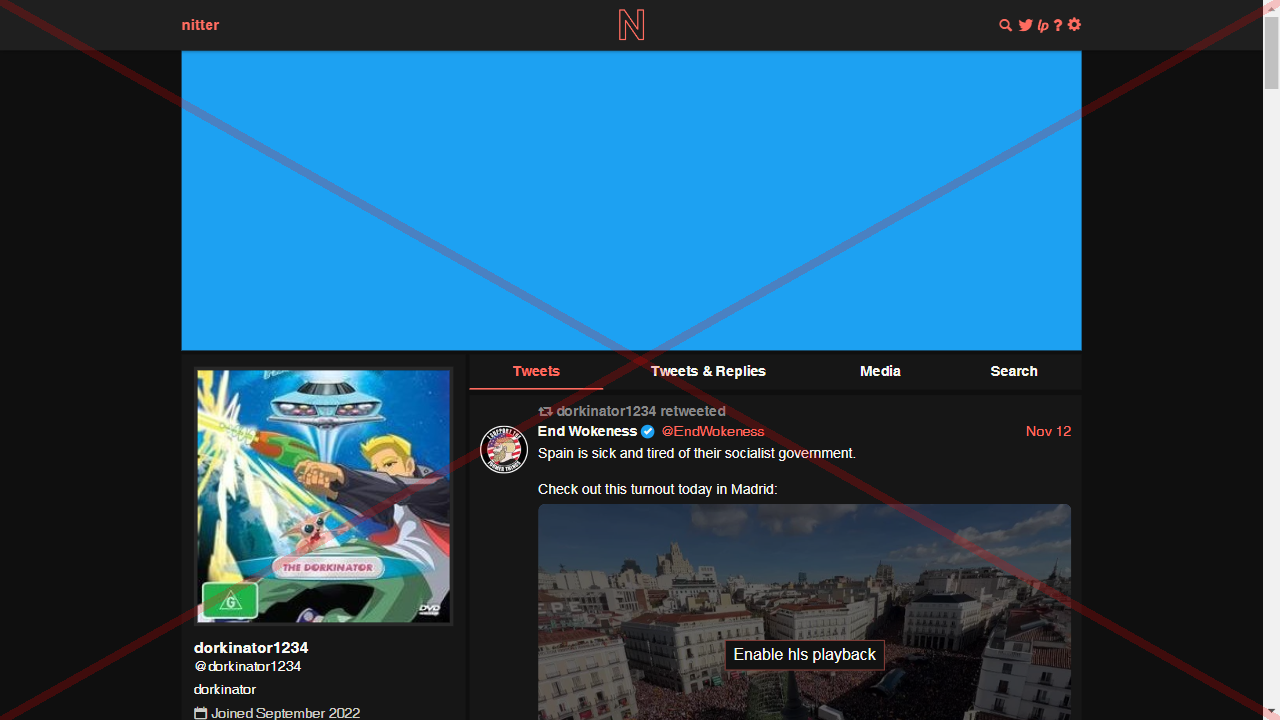 nitter
N
lp ?
Tweets
Tweets & Replies
Media
Search
dorkinator1234 retweeted
End Wokeness @EndWokeness
Nov 12
Spain is sick and tired of their socialist government.
Check out this turnout today in Madrid:
Enable hls playback
THE DORKINATOR
G
DVD
dorkinator1234
@dorkinator1234
dorkinator
Joined September 2022